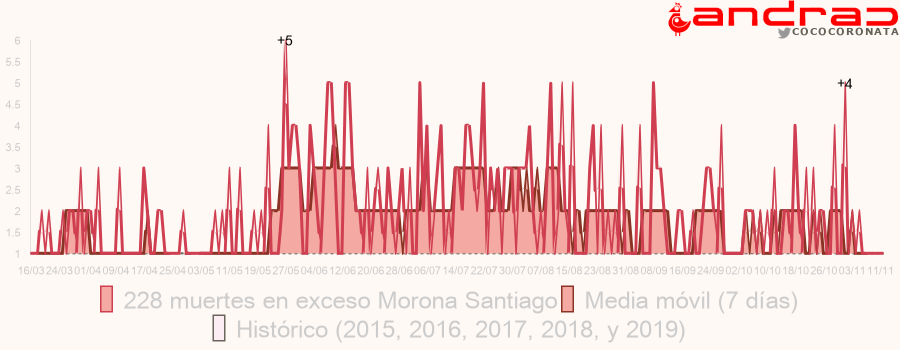 andrac
COCOCORONATA
+5
+4
6
5.5
5
4.5
4
3.5
3
2.5
2
1.5
1
16/03 24/03 01/04 09/04 17/04 25/04 03/05 11/05 19/05 27/05 04/06 12/06 20/06 28/06 06/07 14/07 22/07 30/07 07/08 15/08 23/08 31/08 08/09 16/09 24/09 02/10 10/10 18/10 26/10 03/11 11/11
228 muertes en exceso Morona Santiago Media móvil (7 días)
Histórico (2015, 2016, 2017, 2018, y 2019)